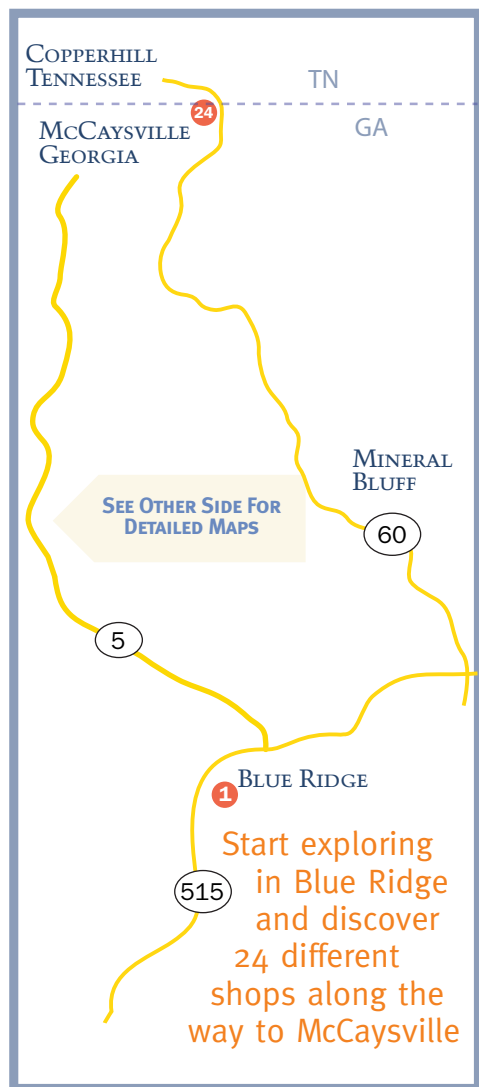 Copperhill
Tennessee
TN
24
GA
McCaysville
Georgia
Mineral
Bluff
See Other Side For
Detailed Maps
60
5
1
Blue Ridge
Start exploring
in Blue Ridge
515
and discover
24 different
shops along the
way to McCaysville